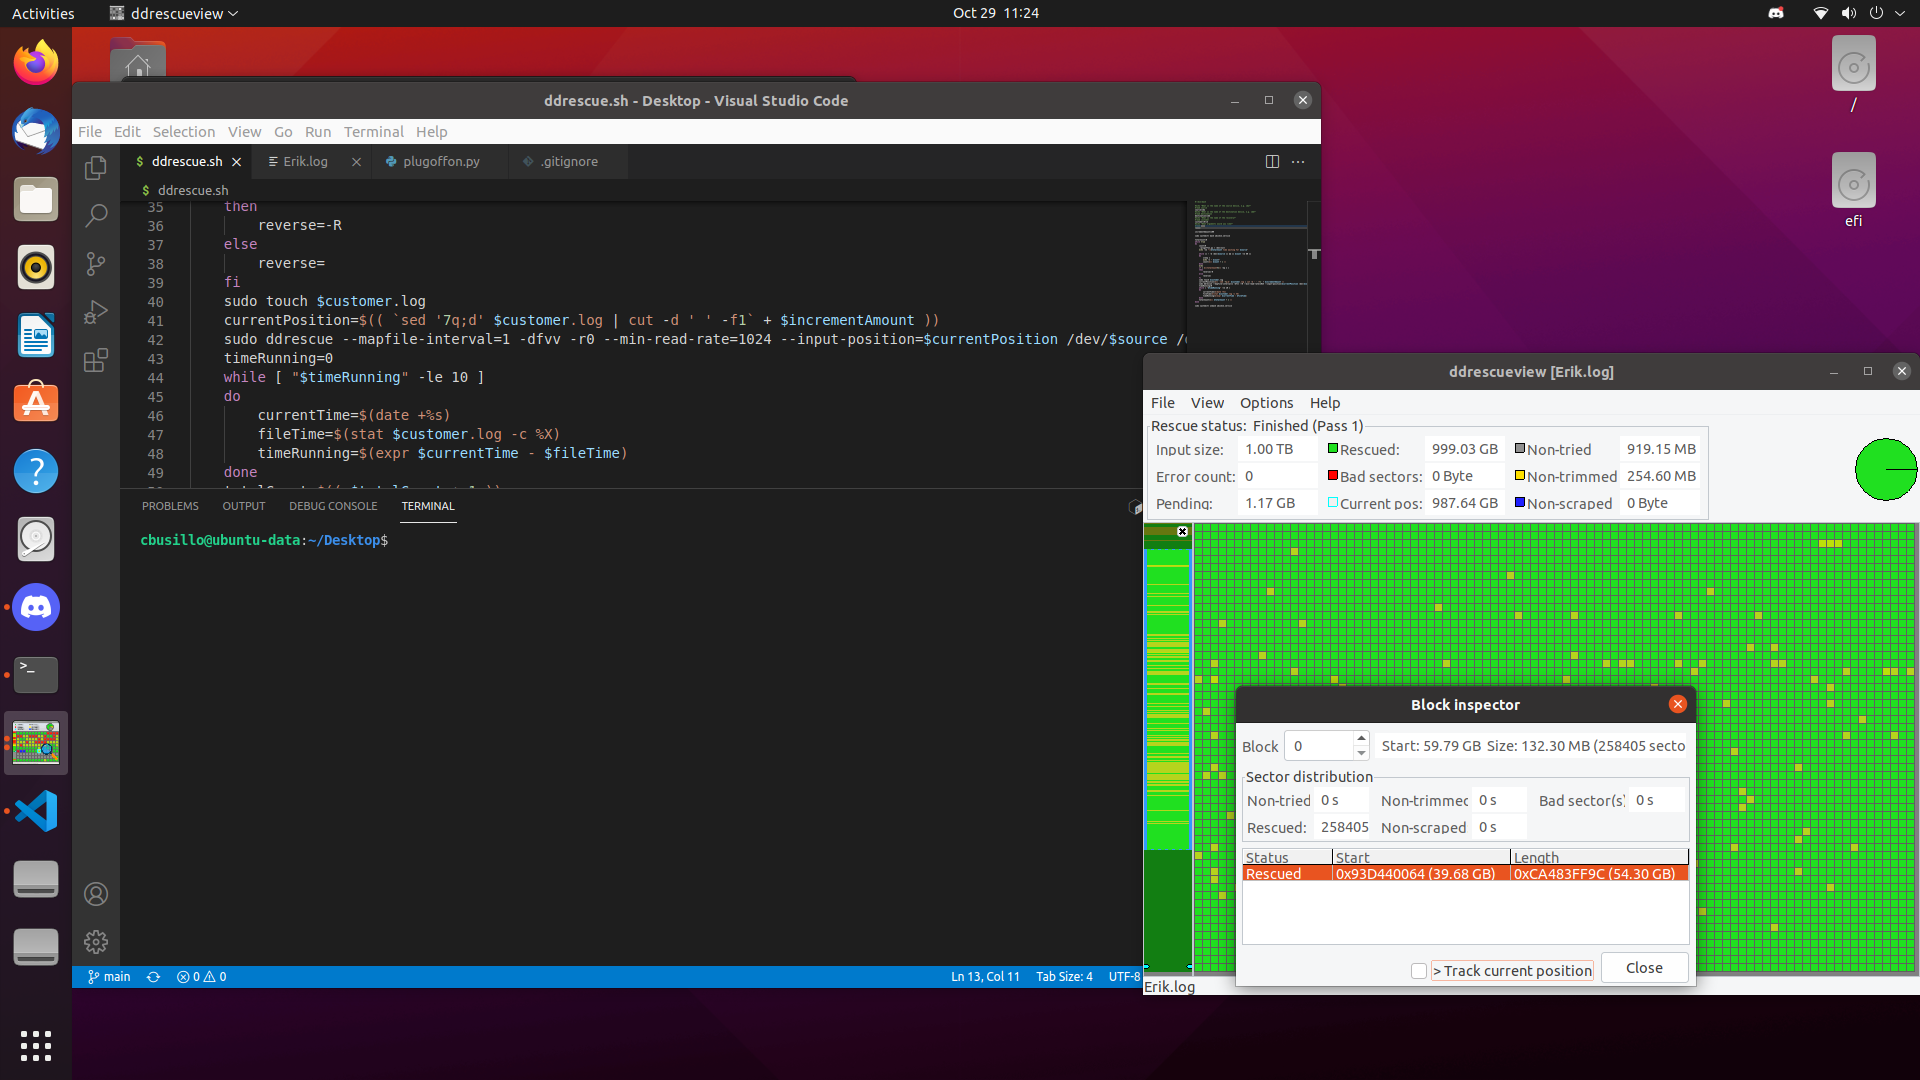 Activities
ddrescueview
Oct 29 11:24
/
efi
ddrescue.sh - Desktop - Visual Studio Code
File Edit Selection View Go Run Terminal Help
$ ddrescue.sh
Erik.log
plugoffon.py
.gitignore
$ ddrescue.sh
35 then
36 reverse=-R
37 else
38 reverse=
39 fi
40 sudo touch $customer.log
41 currentPosition=$(( `sed '7q;d' $customer.log | cut -d ' ' -f1` + $incrementAmount ))
42 sudo ddrescue --mapfile-interval=1 -dfvv -r0 --min-read-rate=1024 --input-position=$currentPosition /dev/$source /
43 timeRunning=0
44 while [ "$timeRunning" -le 10 ]
45 do
46 currentTime=$(date +%s)
47 fileTime=$(stat $customer.log -c %X)
48 timeRunning=$(expr $currentTime - $fileTime)
49 done
PROBLEMS OUTPUT DEBUG CONSOLE TERMINAL
cbusillo@ubuntu-data:~/Desktop$
main
0 0
Ln 13, Col 11 Tab Size: 4 UTF-8
ddrescueview [Erik.log]
File View Options Help
Rescue status: Finished (Pass 1)
Input size: 1.00 TB Rescued: 999.03 GB Non-tried 919.15 MB
Error count: 0 Bad sectors: 0 Byte Non-trimmed 254.60 MB
Pending: 1.17 GB Current pos: 987.64 GB Non-scraped 0 Byte
Block inspector
Block 0 Start: 59.79 GB Size: 132.30 MB (258405 secto
Sector distribution
Non-tried 0 s Non-trimmed 0 s Bad sector(s) 0 s
Rescued: 258405 Non-scraped 0 s
Status Start Length
Rescued 0x93D440064 (39.68 GB) 0xCA483FF9C (54.30 GB)
> Track current position
Close
Erik.log